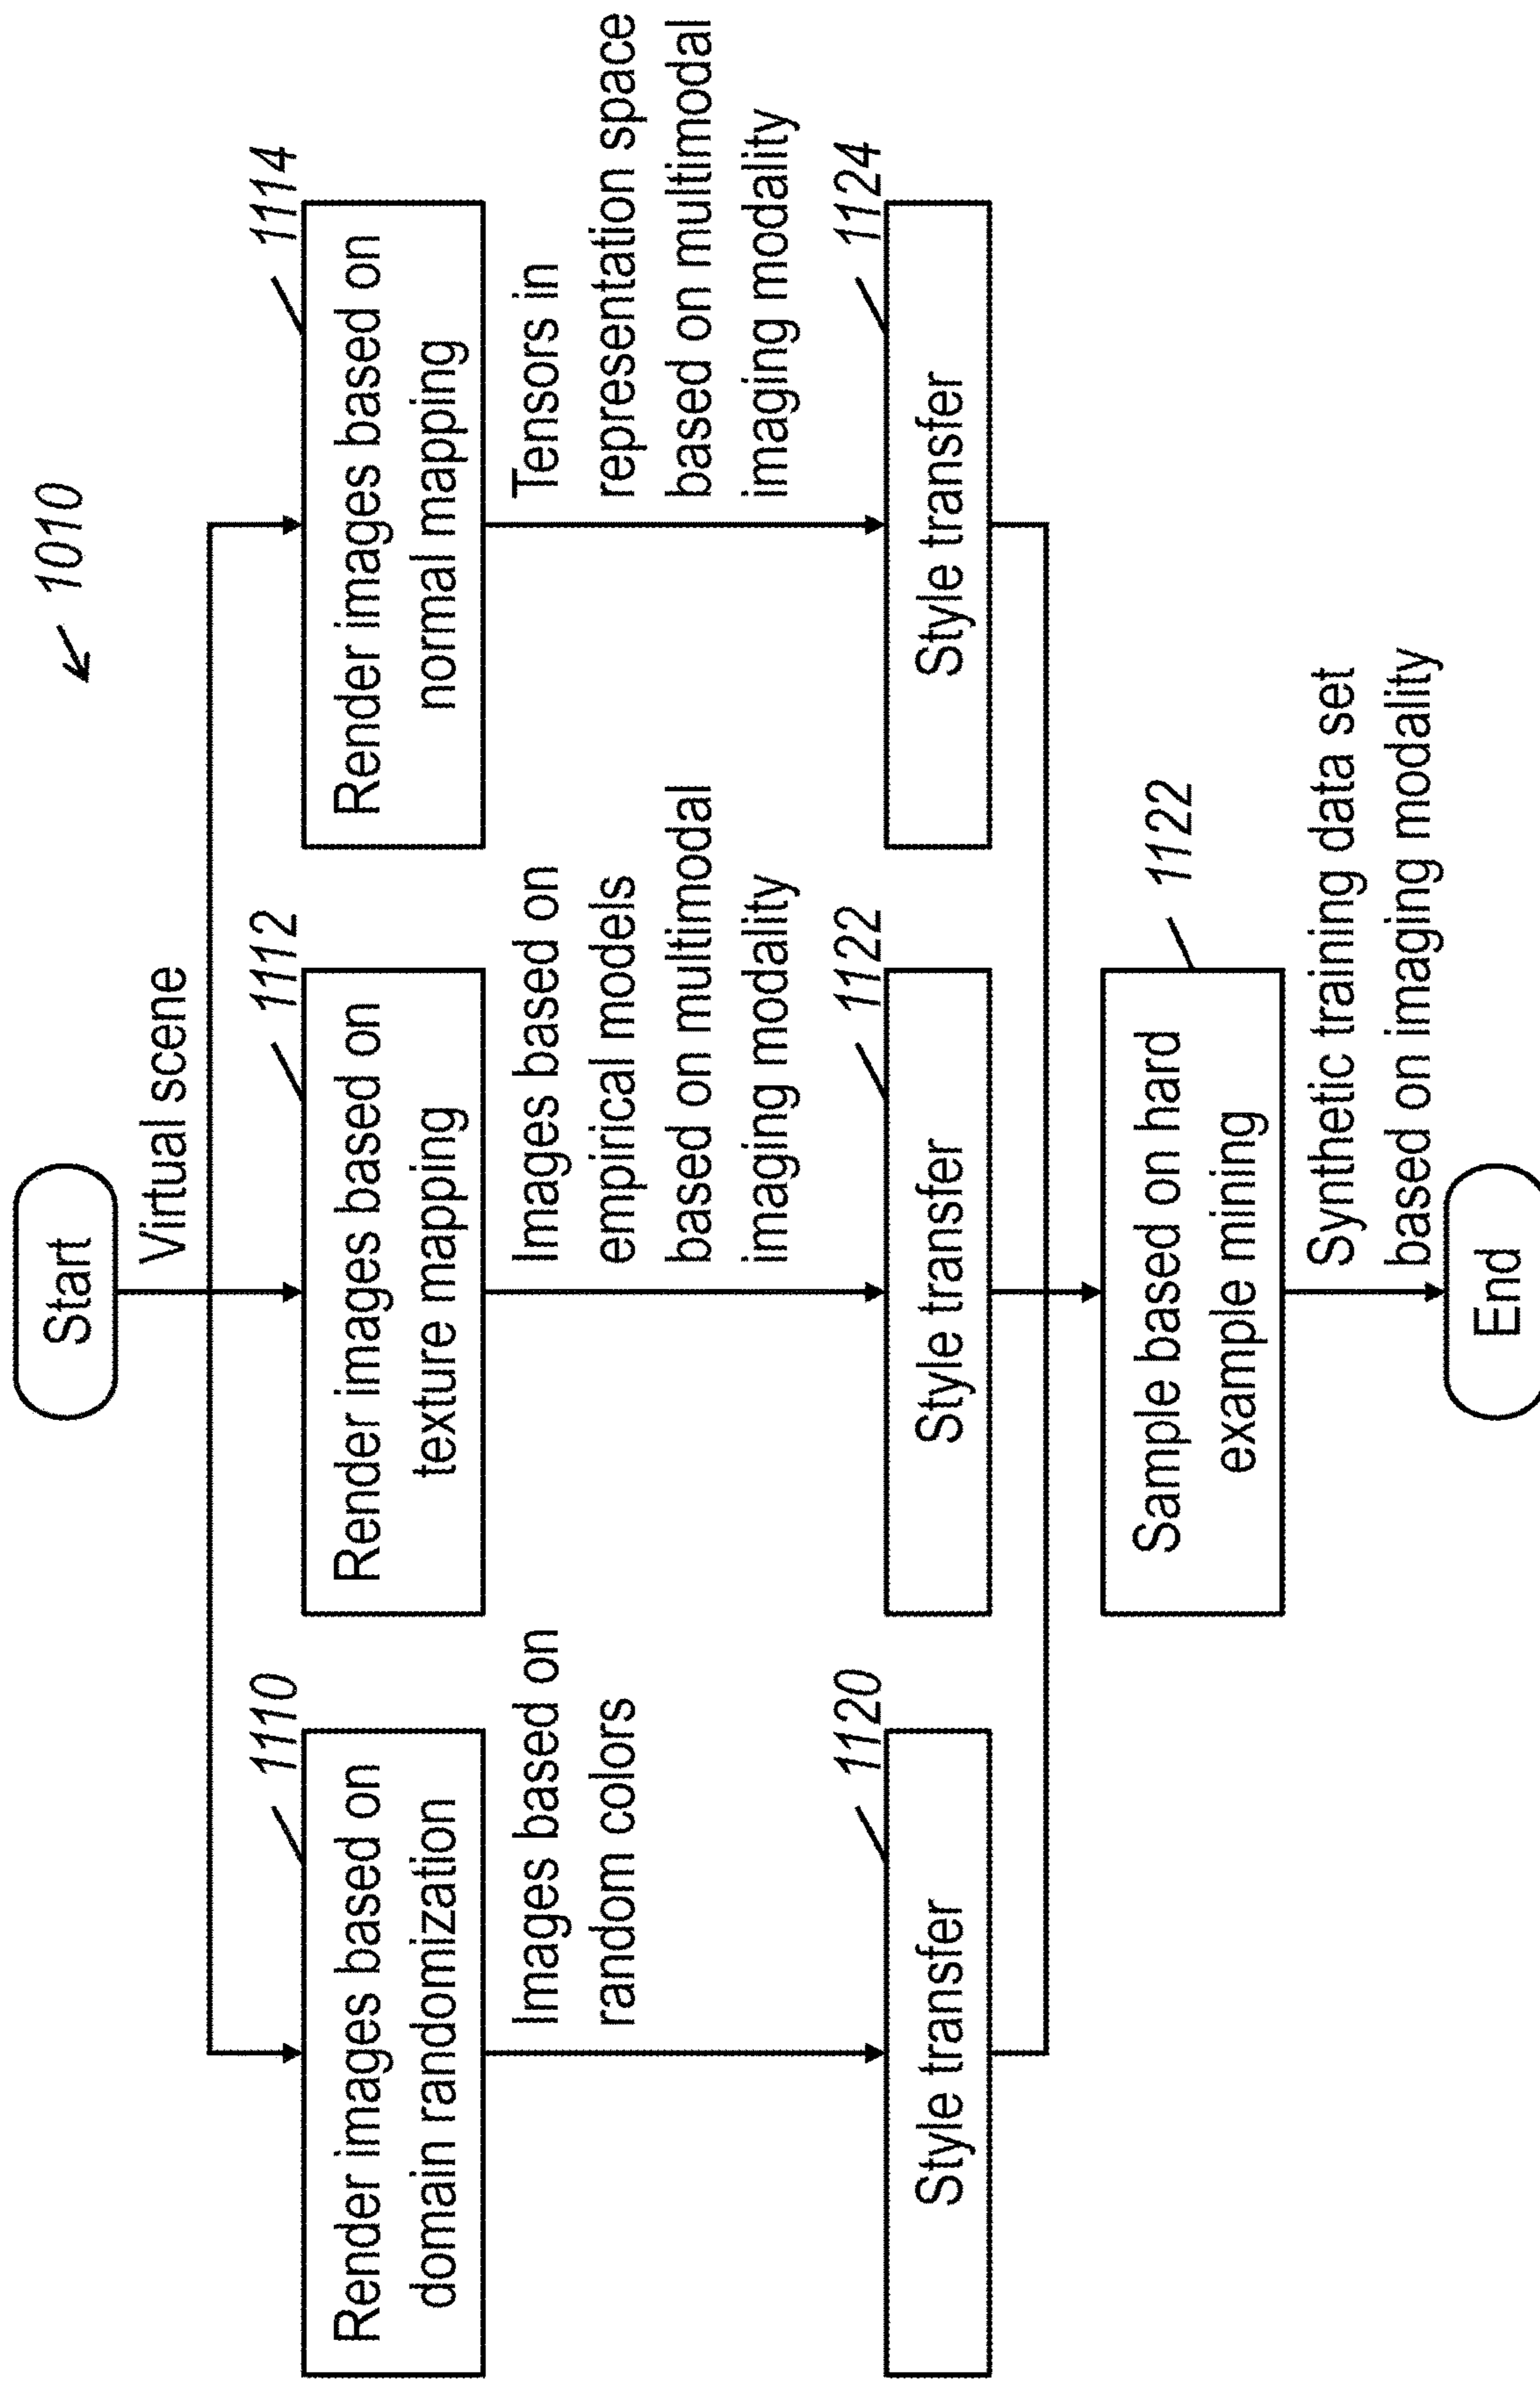 1010
Start
Virtual scene
1110
Render images based on
domain randomization
1112
Render images based on
texture mapping
1114
Render images based on
normal mapping
Images based on
random colors
Images based on
empirical models
based on multimodal
imaging modality
Tensors in
representation space
based on multimodal
imaging modality
1120
Style transfer
1122
Style transfer
1124
Style transfer
1122
Sample based on hard
example mining
Synthetic training data set
based on imaging modality
End